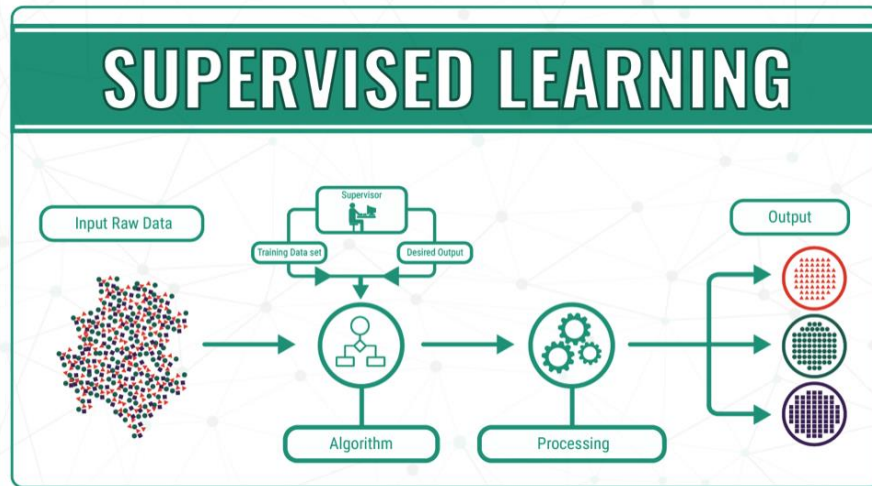 SUPERVISED LEARNING
Input Raw Data
Supervisor
Training Data set
Desired Output
Algorithm
Processing
Output